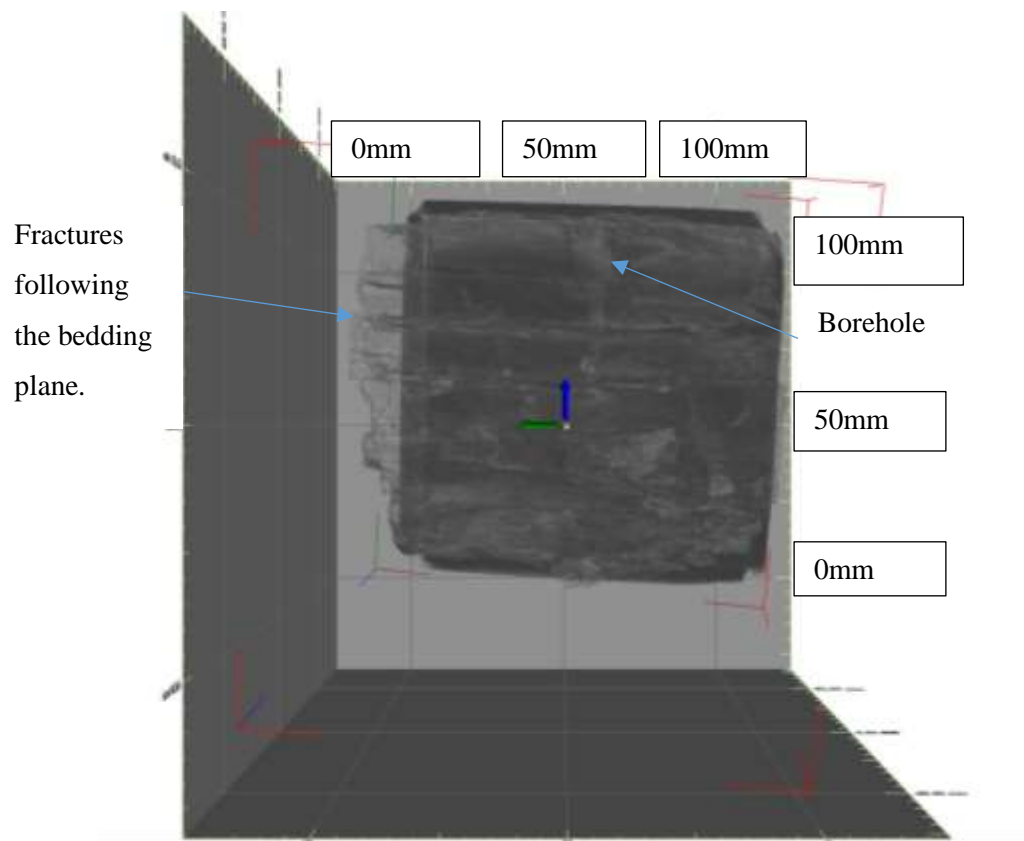 0mm
50mm
100mm
Fractures
following
the bedding
plane.
100mm
Borehole
50mm
0mm